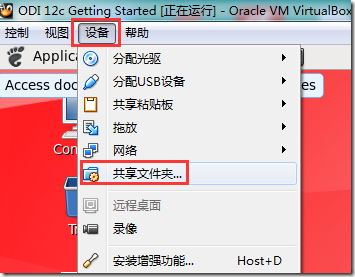 ODI 12c Getting Started [正在运行] - Oracle VM VirtualBox
控制 视图 设备 帮助
Applic
分配光驱
Access doc
分配USB设备
es
共享粘贴板
拖放
网络
Con
共享文件夹...
远程桌面
T
录像
安装增强功能... Host+D